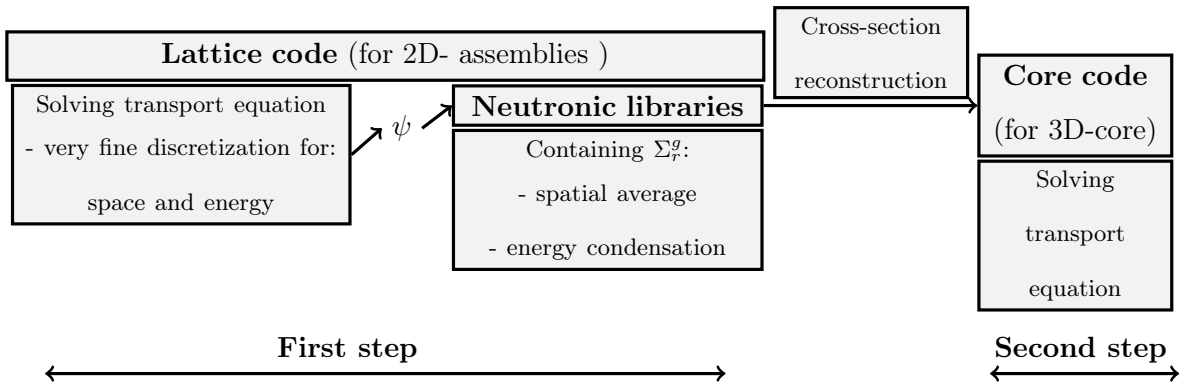 Lattice code (for 2D- assemblies )
Solving transport equation
- very fine discretization for:
space and energy
ψ
Neutronic libraries
Containing Σ_r^g:
- spatial average
- energy condensation
Cross-section
reconstruction
Core code
(for 3D-core)
Solving
transport
equation
First step
Second step